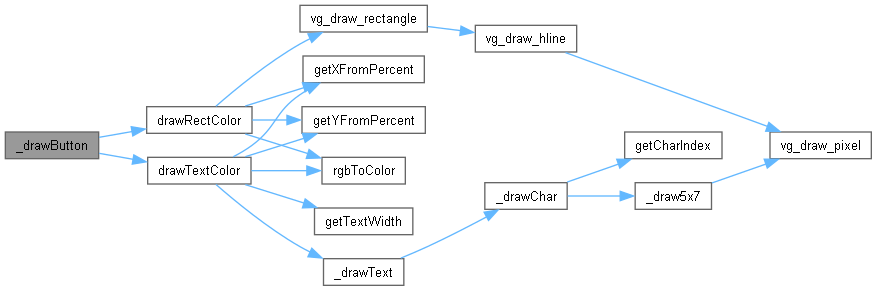 _drawButton
drawRectColor
drawTextColor
vg_draw_rectangle
getXFromPercent
getYFromPercent
rgbToColor
getTextWidth
_drawText
vg_draw_hline
_drawChar
getCharIndex
_draw5x7
vg_draw_pixel